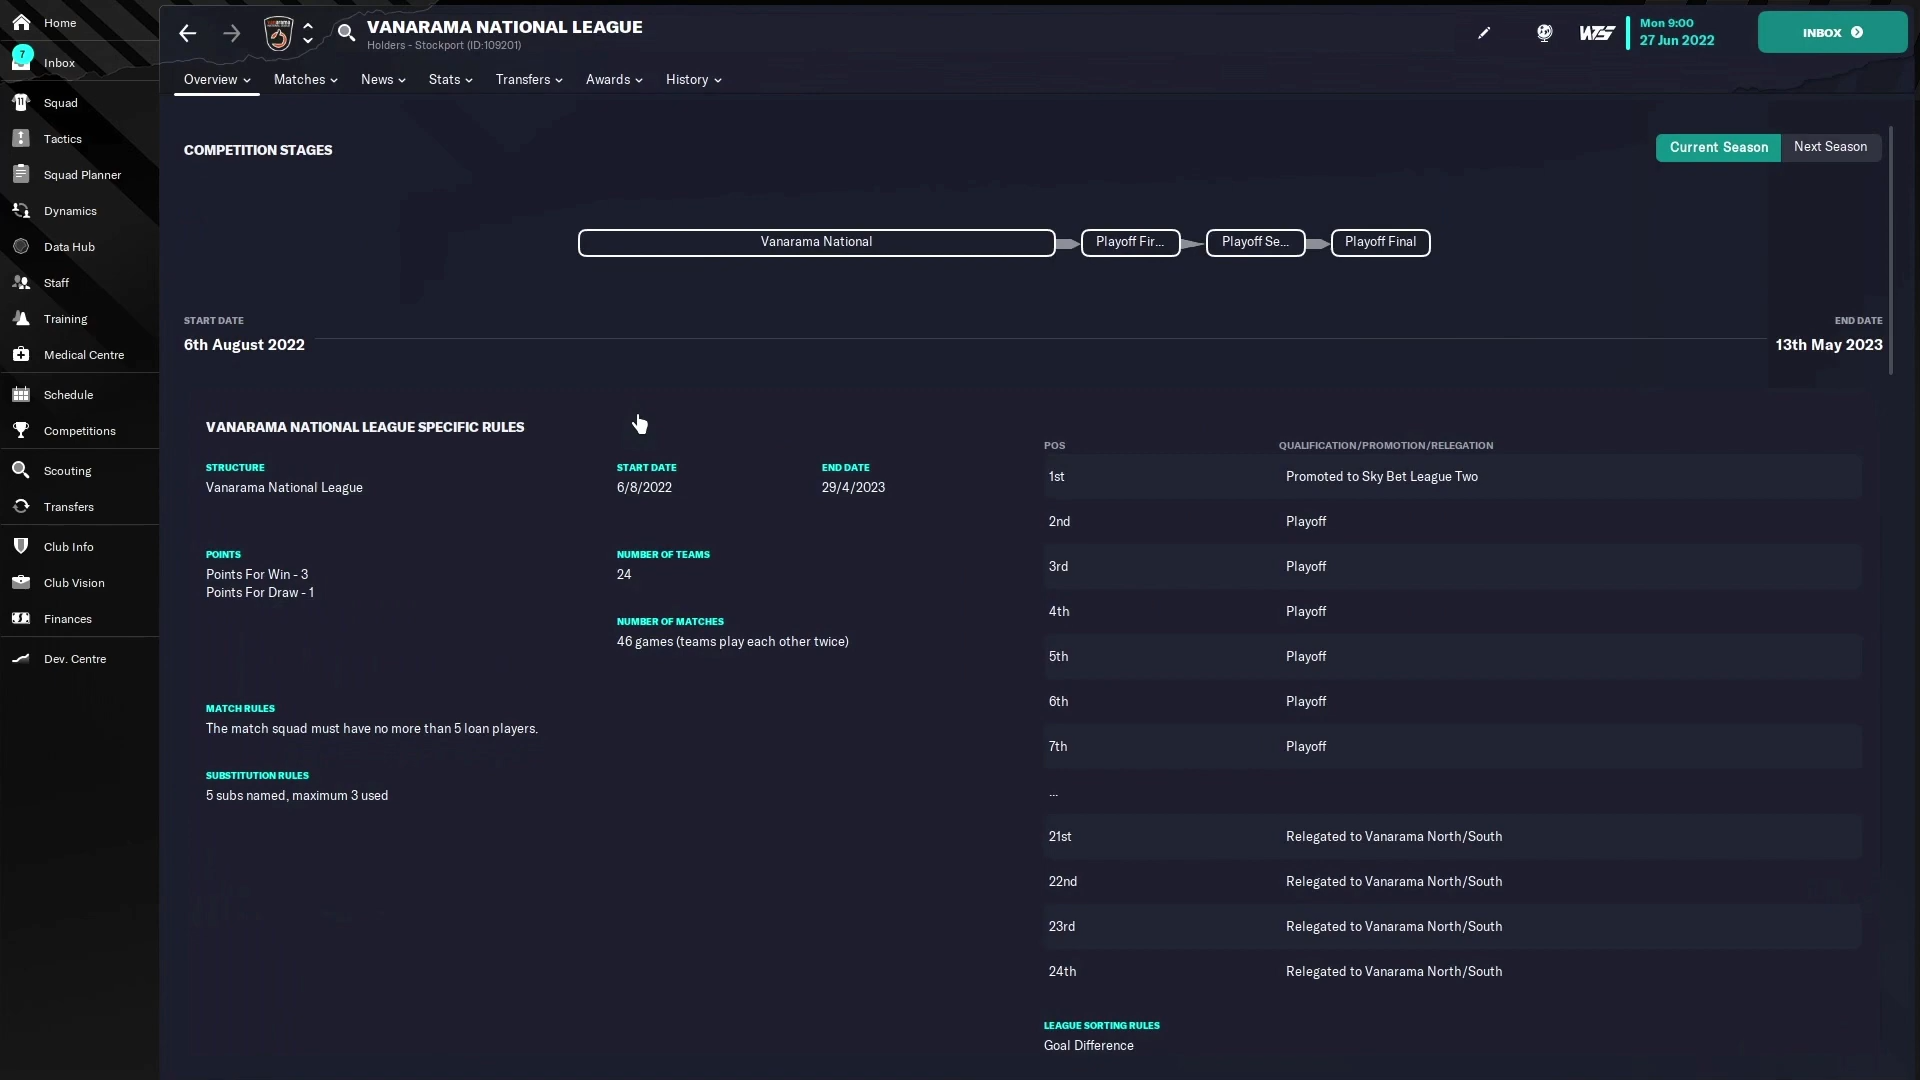 Home
7
Inbox
Squad
Tactics
Squad Planner
Dynamics
Data Hub
Staff
Training
Medical Centre
Schedule
Competitions
Scouting
Transfers
Club Info
Club Vision
Finances
Dev. Centre
VANARAMA NATIONAL LEAGUE
Holders - Stockport (ID:109201)
Mon 9:00
27 Jun 2022
INBOX
Overview
Matches
News
Stats
Transfers
Awards
History
COMPETITION STAGES
Current Season
Next Season
Vanarama National
Playoff Fir...
Playoff Se...
Playoff Final
START DATE
6th August 2022
END DATE
13th May 2023
VANARAMA NATIONAL LEAGUE SPECIFIC RULES
STRUCTURE
Vanarama National League
START DATE
6/8/2022
END DATE
29/4/2023
POINTS
Points For Win - 3
Points For Draw - 1
NUMBER OF TEAMS
24
NUMBER OF MATCHES
46 games (teams play each other twice)
MATCH RULES
The match squad must have no more than 5 loan players.
SUBSTITUTION RULES
5 subs named, maximum 3 used
POS QUALIFICATION/PROMOTION/RELEGATION
1st Promoted to Sky Bet League Two
2nd Playoff
3rd Playoff
4th Playoff
5th Playoff
6th Playoff
7th Playoff
...
21st Relegated to Vanarama North/South
22nd Relegated to Vanarama North/South
23rd Relegated to Vanarama North/South
24th Relegated to Vanarama North/South
LEAGUE SORTING RULES
Goal Difference